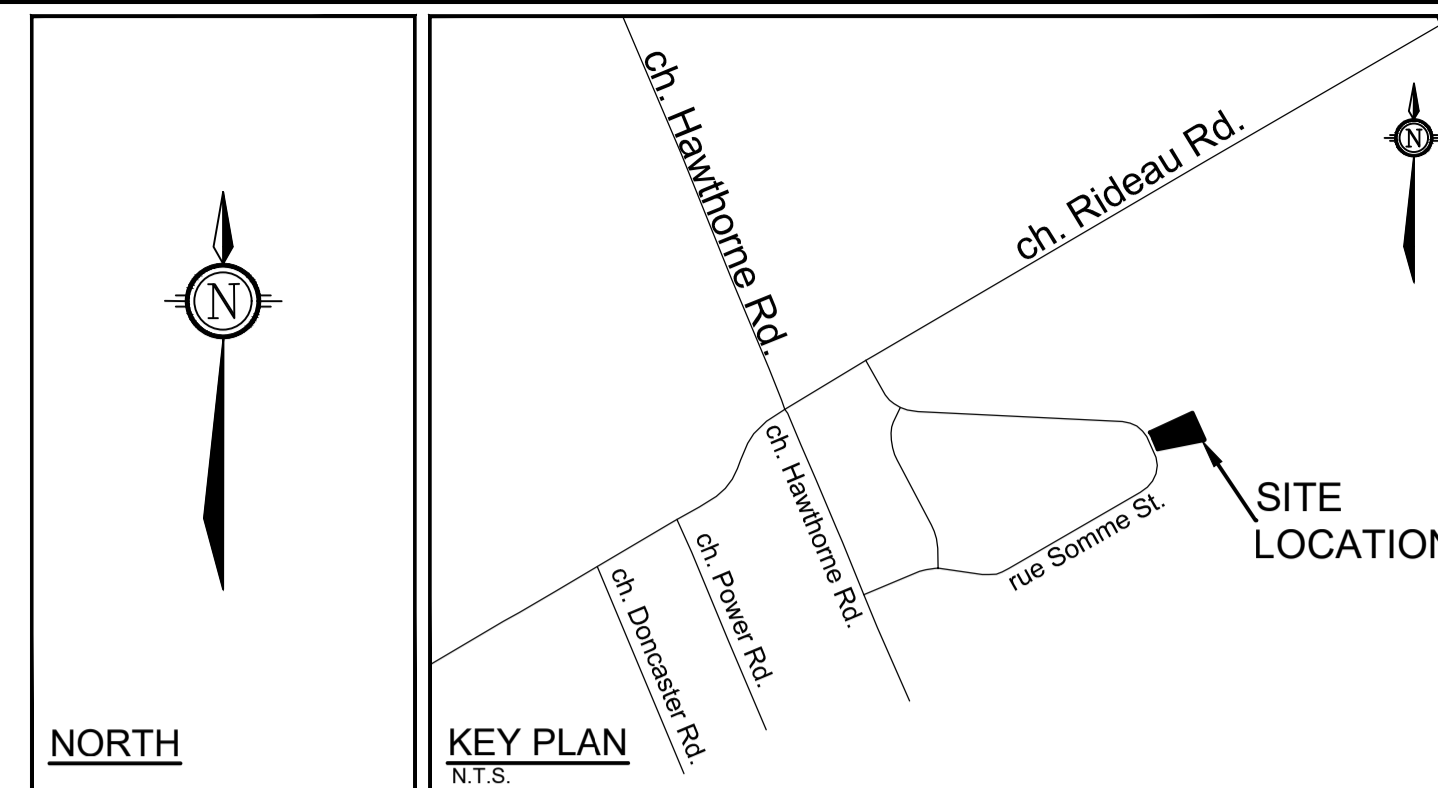 N
NORTH
ch. Hawthorne Rd.
ch. Rideau Rd.
N
ch. Hawthorne Rd.
SITE
LOCATION
rue Somme St.
ch. Power Rd.
ch. Doncaster Rd.
KEY PLAN
N.T.S.